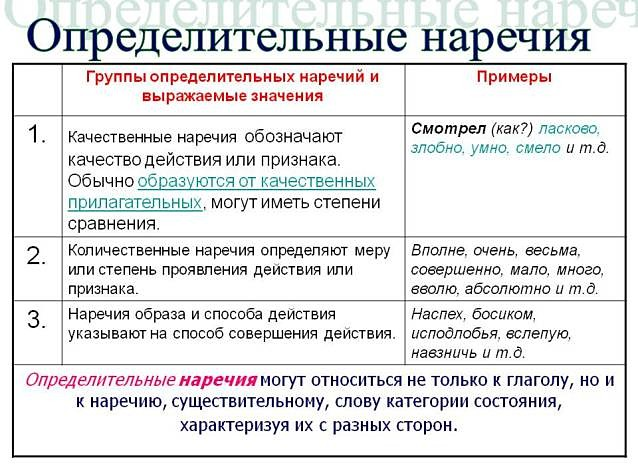 Определительные наречия
Группы определительных наречий и
выражаемые значения
Примеры
1.
Качественные наречия обозначают
качество действия или признака.
Обычно образуются от качественных
прилагательных, могут иметь степени
сравнения.
Смотрел (как?) ласково,
злобно, умно, смело и т.д.
2.
Количественные наречия определяют меру
или степень проявления действия или
признака.
Вполне, очень, весьма,
совершенно, мало, много,
вволю, абсолютно и т.д.
3.
Наречия образа и способа действия
указывают на способ совершения действия.
Наспех, босиком,
исподлобья, вслепую,
навзничь и т.д.
Определительные наречия могут относиться не только к глаголу, но и
к наречию, существительному, слову категории состояния,
характеризуя их с разных сторон.